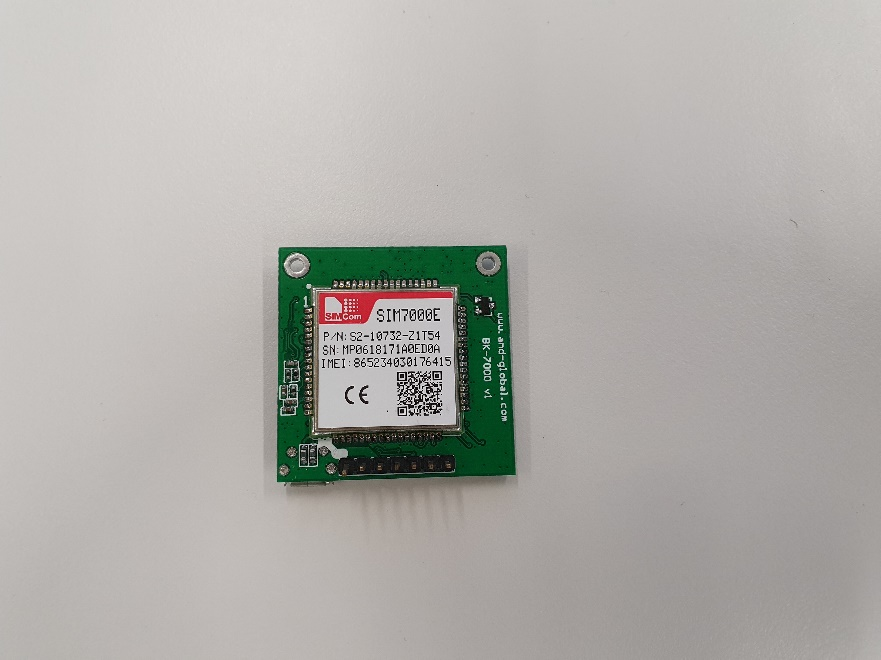 1
SIMCom
SIM7000E
P/N:S2-10732-Z1T54
SN:MP0618171A0ED0A
IMEI:865234030176415
CE
www.and-global.com
BK-7000 v1